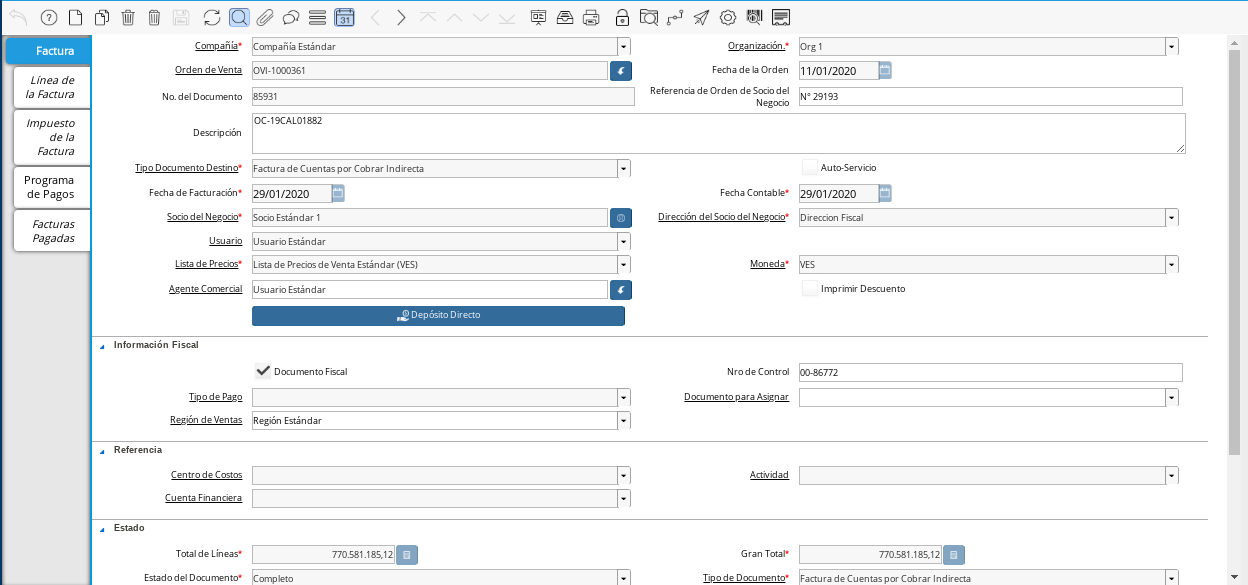 31
Factura
Línea de
la Factura
Impuesto
de la
Factura
Programa
de Pagos
Facturas
Pagadas
Compañía* Compañía Estándar Organización.* Org 1
Orden de Venta OVI-1000361 Fecha de la Orden 11/01/2020
No. del Documento 85931 Referencia de Orden de Socio del
Negocio N° 29193
Descripción OC-19CAL01882
Tipo Documento Destino* Factura de Cuentas por Cobrar Indirecta Auto-Servicio
Fecha de Facturación* 29/01/2020 Fecha Contable* 29/01/2020
Socio del Negocio* Socio Estándar 1 Dirección del Socio del Negocio* Direccion Fiscal
Usuario Usuario Estándar
Lista de Precios* Lista de Precios de Venta Estándar (VES) Moneda* VES
Agente Comercial Usuario Estándar Imprimir Descuento
Depósito Directo
Información Fiscal
Documento Fiscal Nro de Control 00-86772
Tipo de Pago Documento para Asignar
Región de Ventas Región Estándar
Referencia
Centro de Costos Actividad
Cuenta Financiera
Estado
Total de Líneas* 770.581.185,12 Gran Total* 770.581.185,12
Estado del Documento* Completo Tipo de Documento* Factura de Cuentas por Cobrar Indirecta